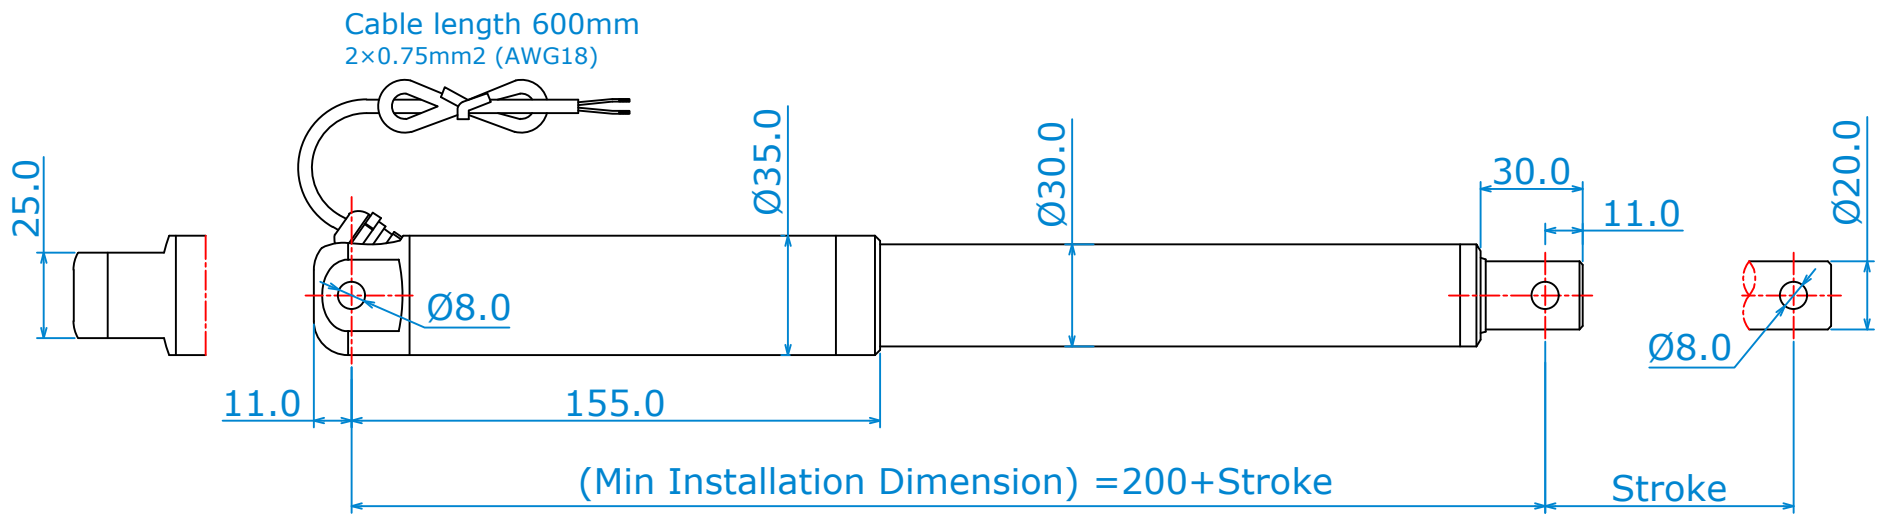 Cable length 600mm
2×0.75mm2 (AWG18)
25.0
Ø35.0
Ø30.0
30.0
11.0
Ø20.0
Ø8.0
Ø8.0
11.0
155.0
(Min Installation Dimension) =200+Stroke
Stroke